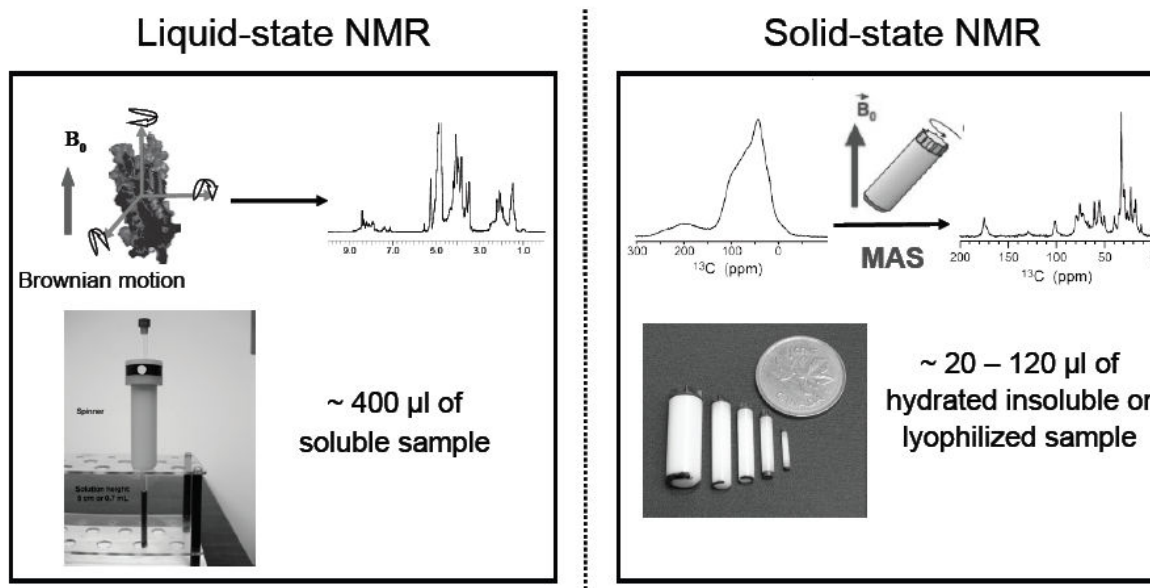 Liquid-state NMR
B₀
Brownian motion
9.0 7.0 5.0 3.0 1.0
Spinner
Solution height:
~ 400 µl of
soluble sample
Solid-state NMR
B₀
300 200 100 0
¹³C (ppm)
MAS
200 150 100 50
¹³C (ppm)
~ 20 – 120 µl of
hydrated insoluble or
lyophilized sample